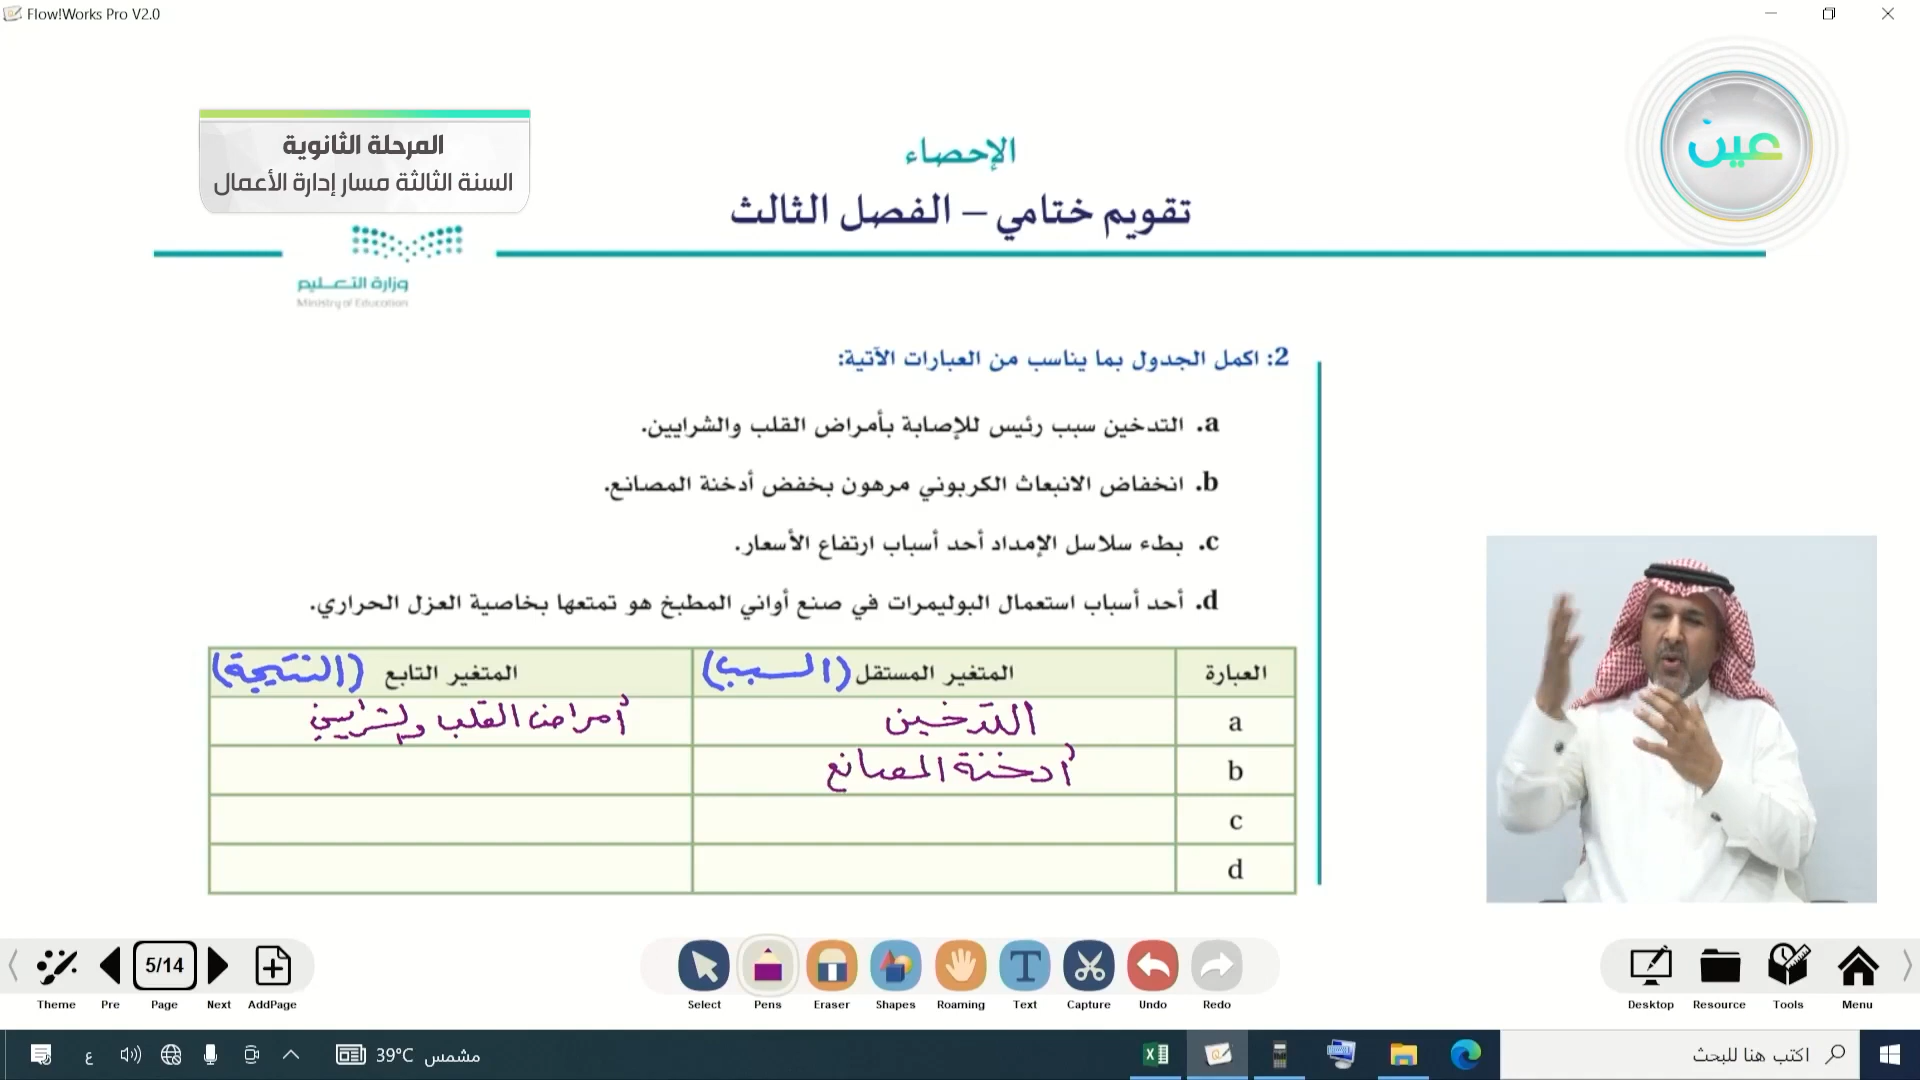 Flow!Works Pro V2.0
عين
المرحلة الثانوية
السنة الثالثة مسار إدارة الأعمال
الإحصاء
تقويم ختامي – الفصل الثالث
وزارة التعليم
Ministry of Education
2: اكمل الجدول بما يناسب من العبارات الآتية:
a. التدخين سبب رئيس للإصابة بأمراض القلب والشرايين.
b. انخفاض الانبعاث الكربوني مرهون بخفض أدخنة المصانع.
c. بطء سلاسل الإمداد أحد أسباب ارتفاع الأسعار.
d. أحد أسباب استعمال البوليمرات في صنع أواني المطبخ هو تمتعها بخاصية العزل الحراري.
العبارة المتغير المستقل (السبب) المتغير التابع (النتيجة)
a التدخين أمراض القلب والشرايين
b أدخنة المصانع
c
d
5/14
Theme Pre Page Next AddPage Select Pens Eraser Shapes Roaming Text Capture Undo Redo Desktop Resource Tools Menu
ع 39°C مشمس اكتب هنا للبحث